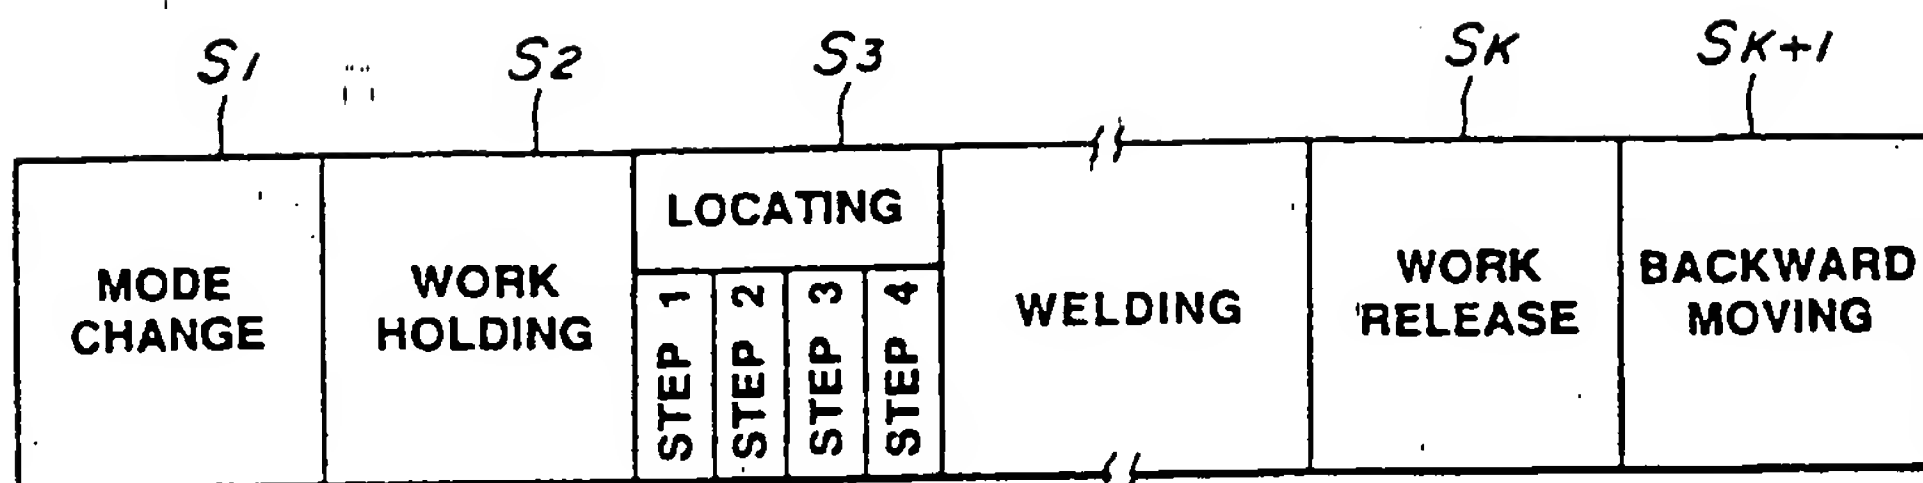 S1
S2
S3
SK
SK+1
MODE
CHANGE
WORK
HOLDING
LOCATING
STEP 1
STEP 2
STEP 3
STEP 4
WELDING
WORK
RELEASE
BACKWARD
MOVING